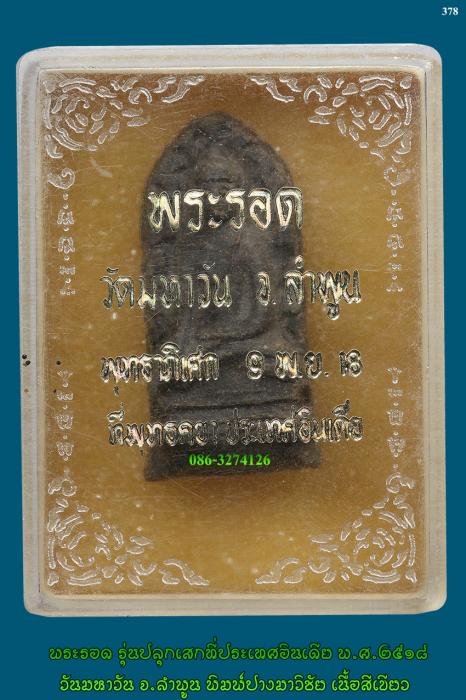 378
พระรอด
วัดมหาวัน จ.ลำพูน
พุทธาภิเศก ๑ พ.ย. ๑๘
ที่พุทธคยา ประเทศอินเดีย
086-3274126
พระรอด รุ่นปลุกเสกที่ประเทศอินเดีย พ.ศ.๒๕๑๘
วัดมหาวัน จ.ลำพูน พิมพ์ปางมารวิชัย เนื้อสีเขียว